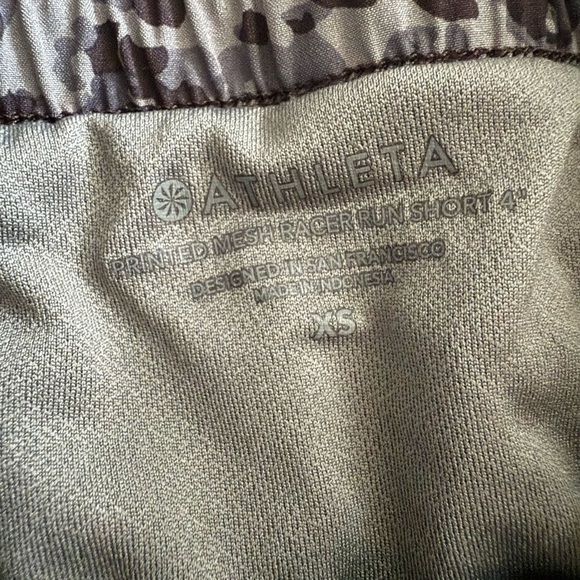 ATHLETA
PRINTED MESH RACER RUN SHORT 4"
DESIGNED IN SAN FRANCISCO
MADE IN INDONESIA
XS